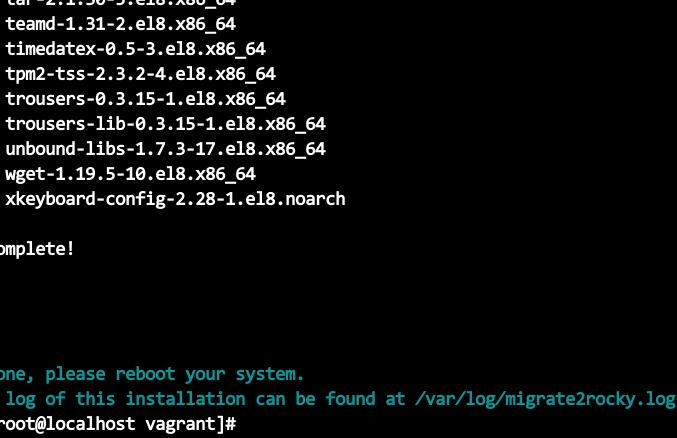 teamd-1.31-2.el8.x86_64
timedatex-0.5-3.el8.x86_64
tpm2-tss-2.3.2-4.el8.x86_64
trousers-0.3.15-1.el8.x86_64
trousers-lib-0.3.15-1.el8.x86_64
unbound-libs-1.7.3-17.el8.x86_64
wget-1.19.5-10.el8.x86_64
xkeyboard-config-2.28-1.el8.noarch
omplete!
one, please reboot your system.
log of this installation can be found at /var/log/migrate2rocky.log
root@localhost vagrant]#